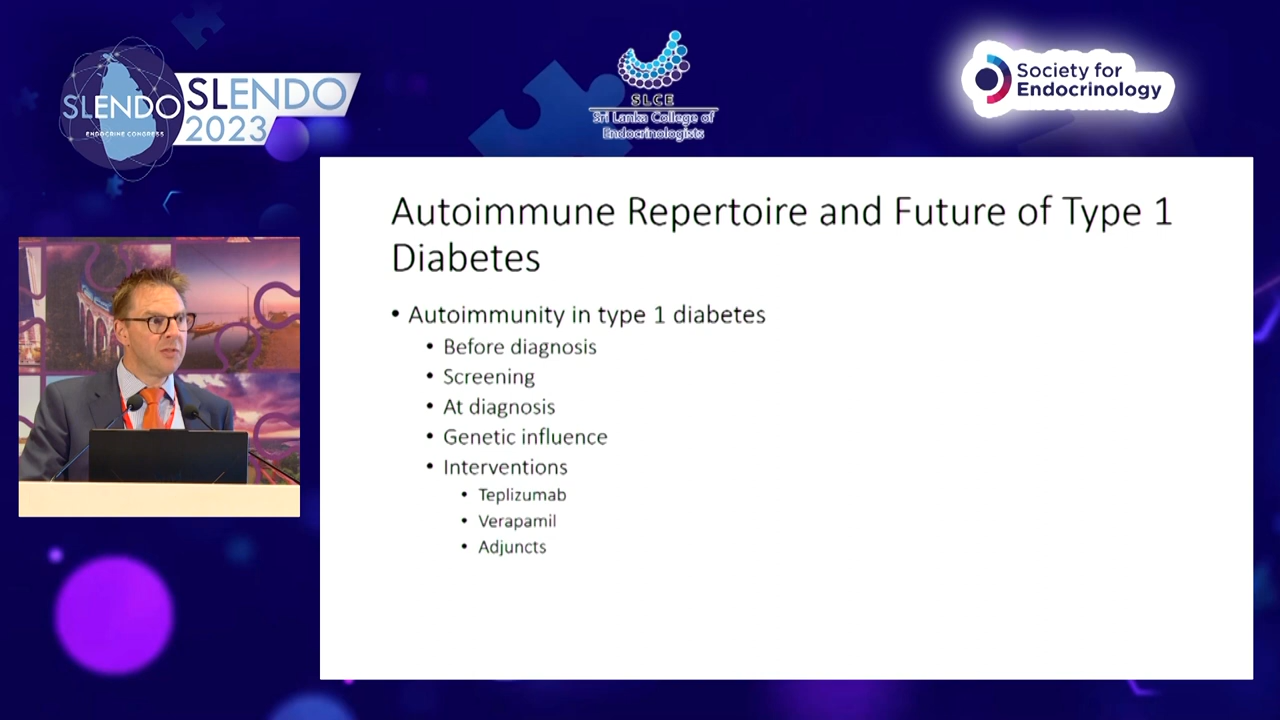 SLENDO
ENDOCRINE CONGRESS
SLENDO
2023
SLCE
Sri Lanka College of
Endocrinologists
Society for
Endocrinology
Autoimmune Repertoire and Future of Type 1
Diabetes
• Autoimmunity in type 1 diabetes
• Before diagnosis
• Screening
• At diagnosis
• Genetic influence
• Interventions
• Teplizumab
• Verapamil
• Adjuncts